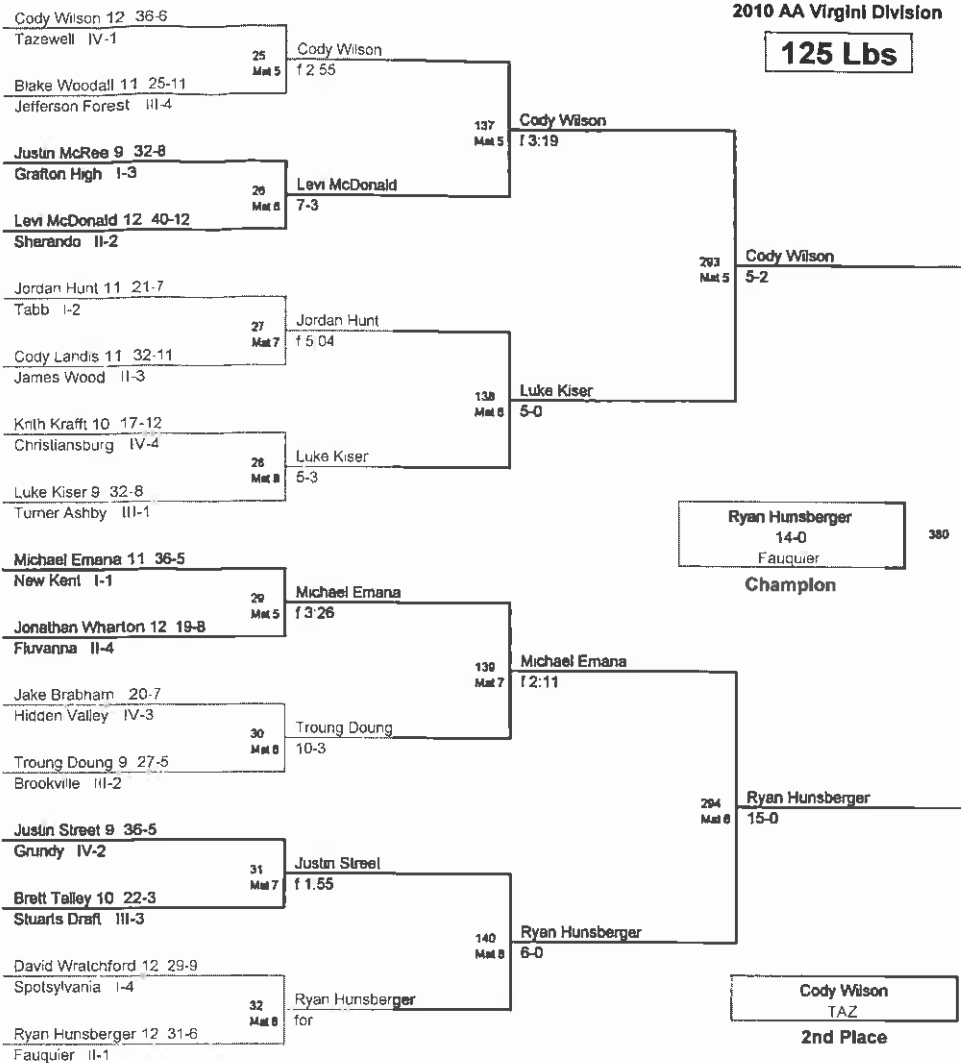 2010 AA Virgini Division
125 Lbs
Cody Wilson 12 36-6
Tazewell IV-1
25
Mat 5
Cody Wilson
f 2:55
Blake Woodall 11 25-11
Jefferson Forest III-4
137
Mat 5
Cody Wilson
f 3:19
Justin McRee 9 32-8
Grafton High I-3
26
Mat 6
Levi McDonald
7-3
Levi McDonald 12 40-12
Sherando II-2
293
Mat 5
Cody Wilson
5-2
Jordan Hunt 11 21-7
Tabb I-2
27
Mat 7
Jordan Hunt
f 5:04
Cody Landis 11 32-11
James Wood II-3
138
Mat 6
Luke Kiser
5-0
Krith Krafft 10 17-12
Christiansburg IV-4
28
Mat 8
Luke Kiser
5-3
Luke Kiser 9 32-8
Turner Ashby III-1
Ryan Hunsberger
14-0
Fauquier
380
Champion
Michael Emana 11 36-5
New Kent I-1
29
Mat 5
Michael Emana
f 3:26
Jonathan Wharton 12 19-8
Fluvanna II-4
139
Mat 7
Michael Emana
f 2:11
Jake Brabham 20-7
Hidden Valley IV-3
30
Mat 6
Troung Doung
10-3
Troung Doung 9 27-5
Brookville III-2
294
Mat 6
Ryan Hunsberger
15-0
Justin Street 9 36-5
Grundy IV-2
31
Mat 7
Justin Street
f 1:55
Brett Talley 10 22-3
Stuarts Draft III-3
140
Mat 8
Ryan Hunsberger
6-0
David Wratchford 12 29-9
Spotsylvania I-4
32
Mat 8
Ryan Hunsberger
for
Ryan Hunsberger 12 31-6
Fauquier II-1
Cody Wilson
TAZ
2nd Place